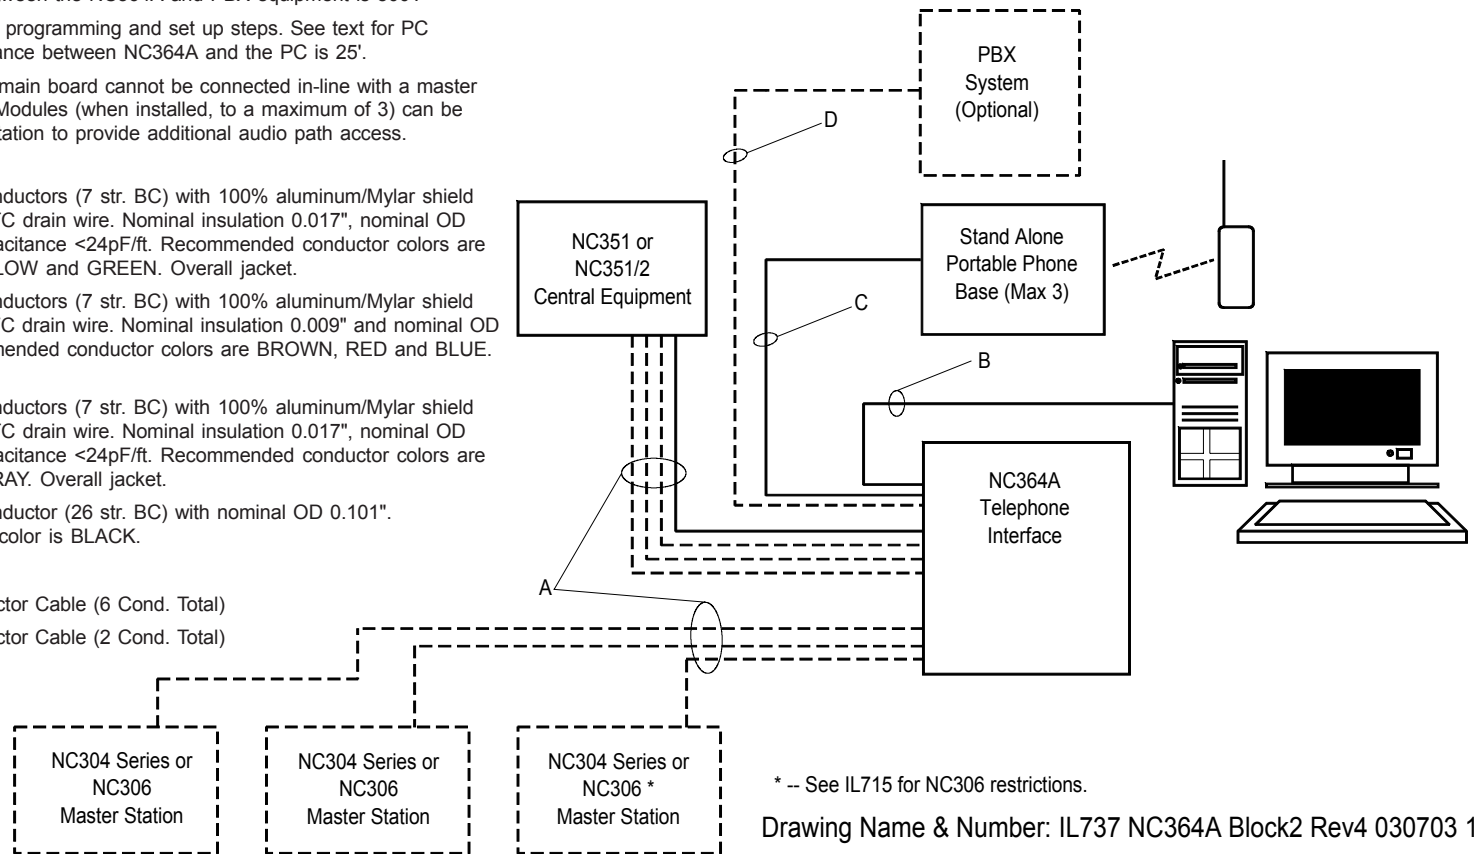 programming and set up steps. See text for PC
ance between NC364A and the PC is 25'.
main board cannot be connected in-line with a master
Modules (when installed, to a maximum of 3) can be
tation to provide additional audio path access.
nductors (7 str. BC) with 100% aluminum/Mylar shield
C drain wire. Nominal insulation 0.017", nominal OD
acitance <24pF/ft. Recommended conductor colors are
LOW and GREEN. Overall jacket.
nductors (7 str. BC) with 100% aluminum/Mylar shield
C drain wire. Nominal insulation 0.009" and nominal OD
mended conductor colors are BROWN, RED and BLUE.
nductors (7 str. BC) with 100% aluminum/Mylar shield
C drain wire. Nominal insulation 0.017", nominal OD
acitance <24pF/ft. Recommended conductor colors are
RAY. Overall jacket.
nductor (26 str. BC) with nominal OD 0.101".
color is BLACK.
ctor Cable (6 Cond. Total)
ctor Cable (2 Cond. Total)
PBX
System
(Optional)
D
NC351 or
NC351/2
Central Equipment
Stand Alone
Portable Phone
Base (Max 3)
C
B
NC364A
Telephone
Interface
A
NC304 Series or
NC306
Master Station
NC304 Series or
NC306
Master Station
NC304 Series or
NC306 *
Master Station
* -- See IL715 for NC306 restrictions.
Drawing Name & Number: IL737 NC364A Block2 Rev4 030703 1